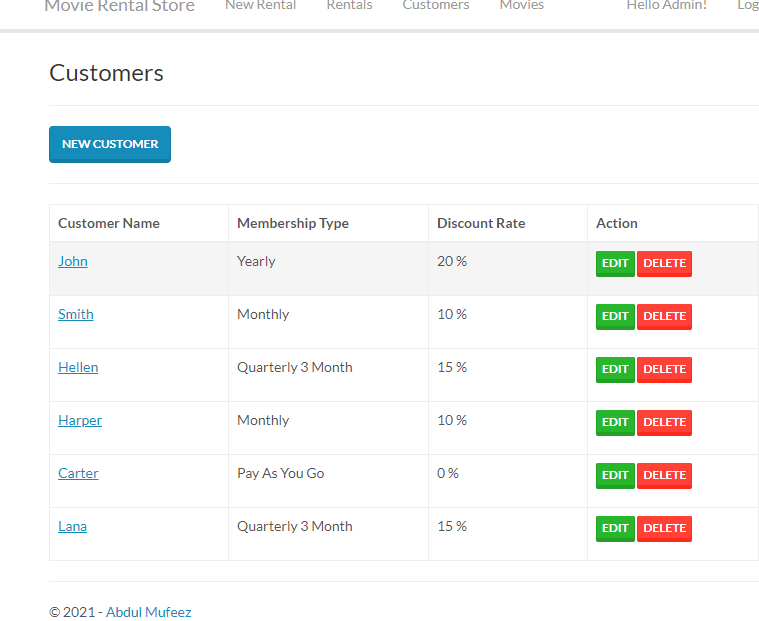 Movie Rental Store New Rental Rentals Customers Movies Hello Admin! Log
Customers
NEW CUSTOMER
Customer Name Membership Type Discount Rate Action
John Yearly 20 % EDIT DELETE
Smith Monthly 10 % EDIT DELETE
Hellen Quarterly 3 Month 15 % EDIT DELETE
Harper Monthly 10 % EDIT DELETE
Carter Pay As You Go 0 % EDIT DELETE
Lana Quarterly 3 Month 15 % EDIT DELETE
© 2021 - Abdul Mufeez